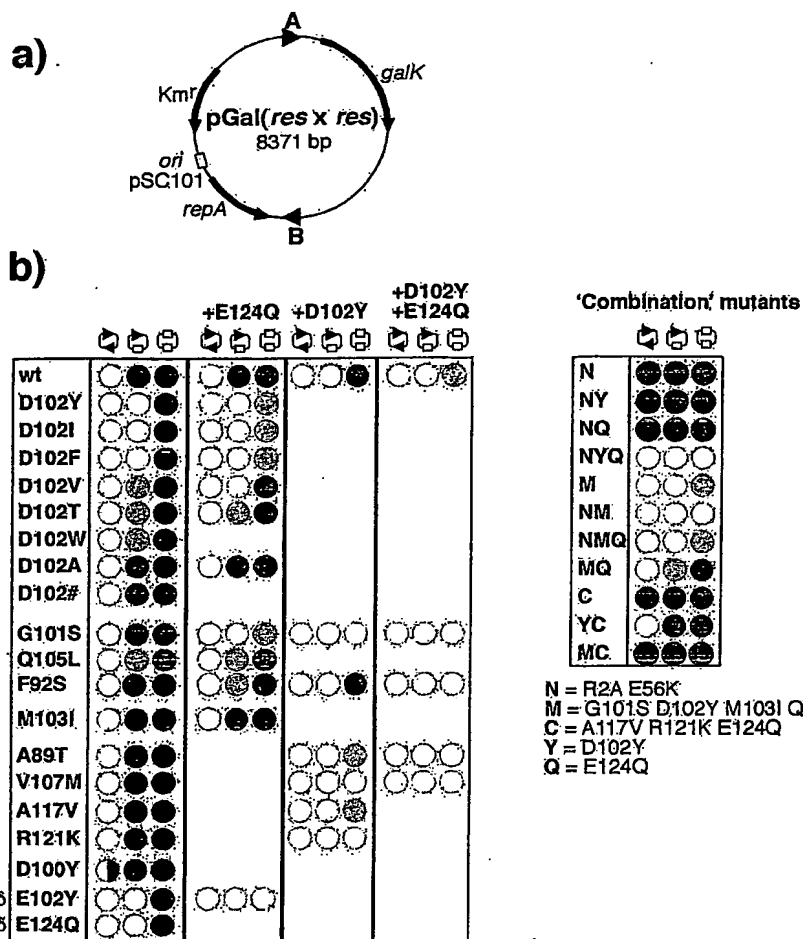 a)
A
galK
Kmr
pGal(res x res)
8371 bp
ori
pSC101
repA
B
b)
+E124Q +D102Y +D102Y +E124Q
'Combination' mutants
wt
D102Y
D102I
D102F
D102V
D102T
D102W
D102A
D102#
G101S
Q105L
F92S
M103I
A89T
V107M
A117V
R121K
D100Y
E102Y
E124Q
N
NY
NQ
NYQ
M
NM
NMQ
MQ
C
YC
MC
N = R2A E56K
M = G101S D102Y M103I Q
C = A117V R121K E124Q
Y = D102Y
Q = E124Q